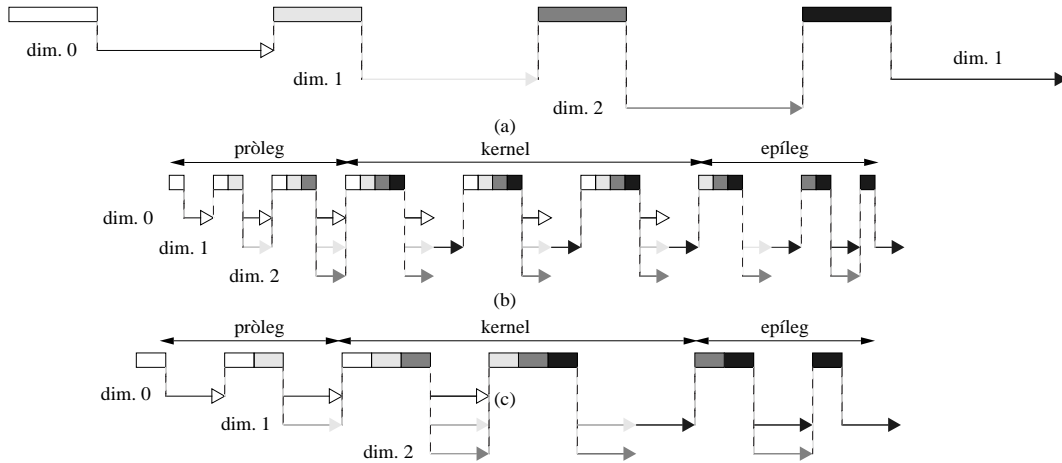 dim. 0
dim. 1
dim. 1
dim. 2
(a)
pròleg kernel epíleg
dim. 0
dim. 1
dim. 2
(b)
pròleg kernel epíleg
dim. 0
(c)
dim. 1
dim. 2